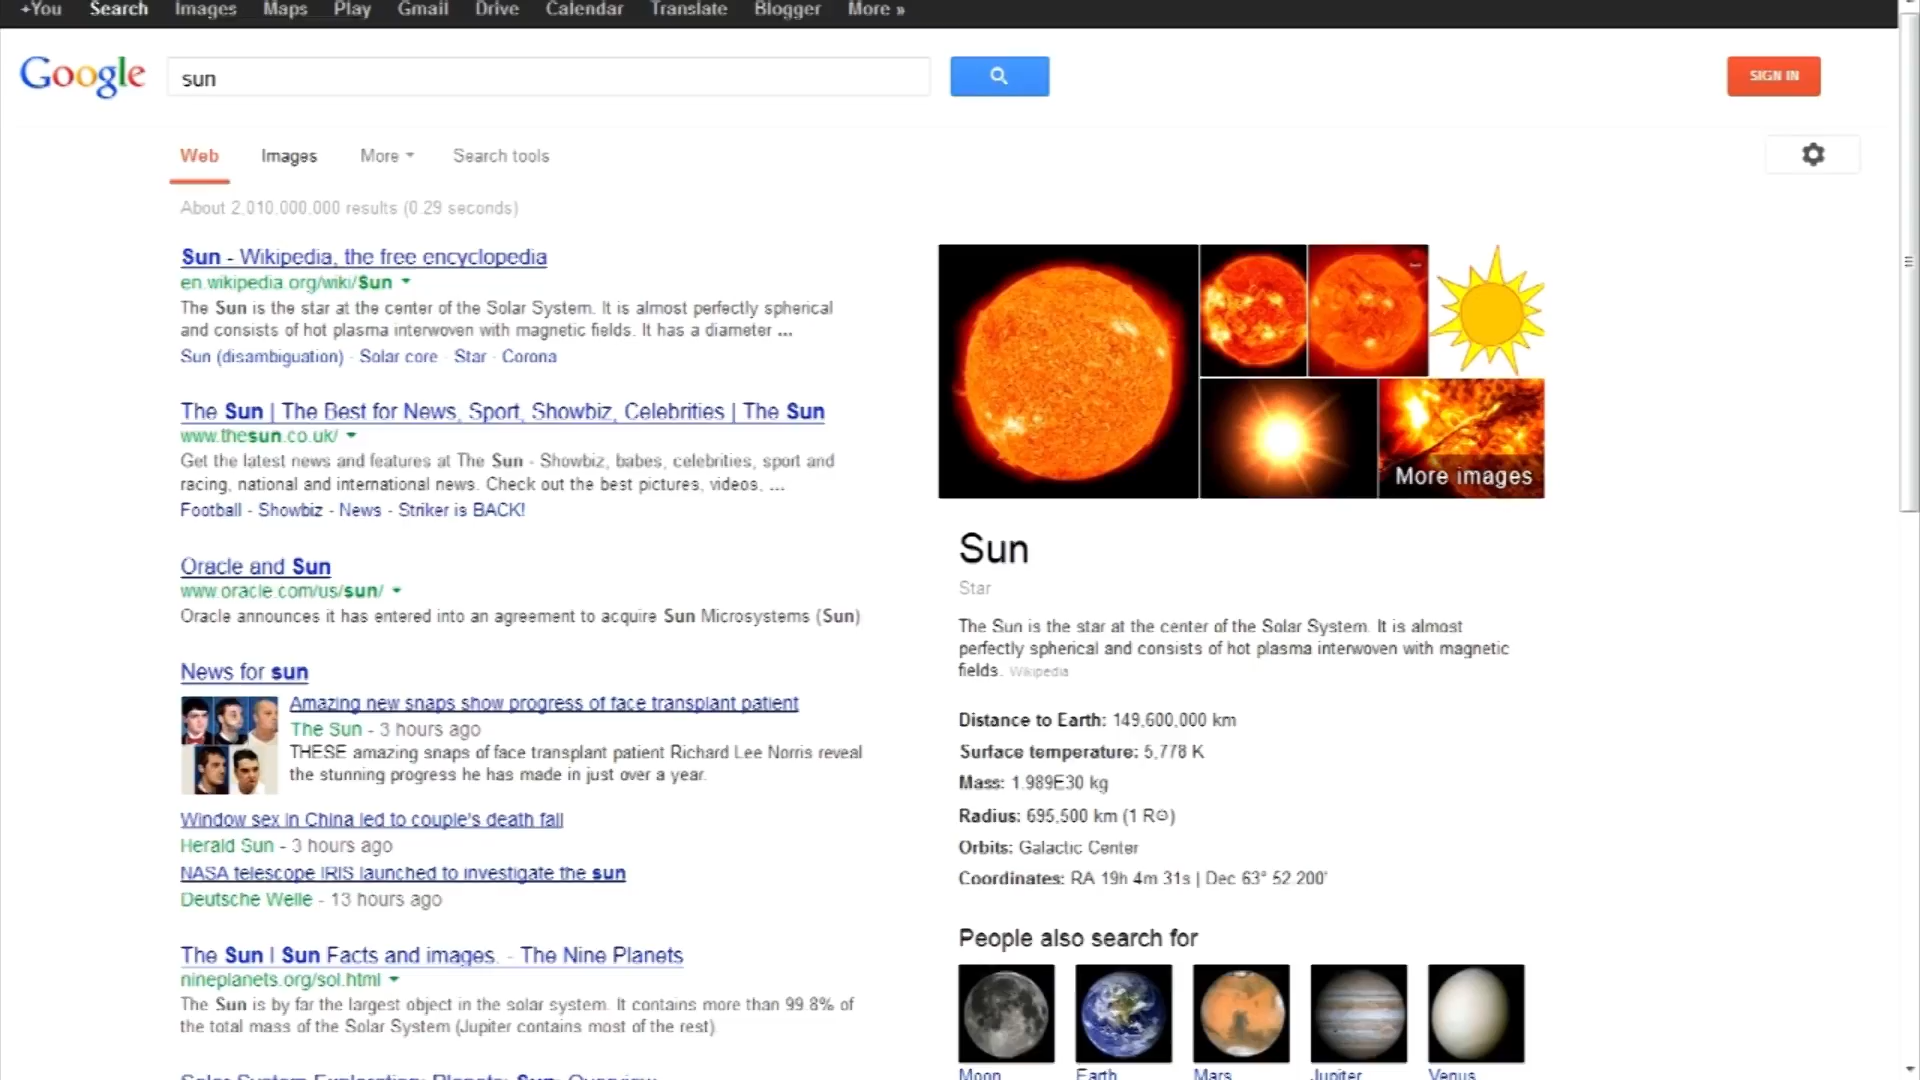 +You Search Images Maps Play Gmail Drive Calendar Translate Blogger More »
Google
sun
SIGN IN
Web Images More Search tools
About 2,010,000,000 results (0.29 seconds)
Sun - Wikipedia, the free encyclopedia
en.wikipedia.org/wiki/Sun
The Sun is the star at the center of the Solar System. It is almost perfectly spherical
and consists of hot plasma interwoven with magnetic fields. It has a diameter ...
Sun (disambiguation) - Solar core - Star - Corona
The Sun | The Best for News, Sport, Showbiz, Celebrities | The Sun
www.thesun.co.uk/
Get the latest news and features at The Sun - Showbiz, babes, celebrities, sport and
racing, national and international news. Check out the best pictures, videos, ...
Football - Showbiz - News - Striker is BACK!
Oracle and Sun
www.oracle.com/us/sun/
Oracle announces it has entered into an agreement to acquire Sun Microsystems (Sun)
News for sun
Amazing new snaps show progress of face transplant patient
The Sun - 3 hours ago
THESE amazing snaps of face transplant patient Richard Lee Norris reveal
the stunning progress he has made in just over a year.
Window sex in China led to couple's death fall
Herald Sun - 3 hours ago
NASA telescope IRIS launched to investigate the sun
Deutsche Welle - 13 hours ago
The Sun | Sun Facts and images. - The Nine Planets
nineplanets.org/sol.html
The Sun is by far the largest object in the solar system. It contains more than 99.8% of
the total mass of the Solar System (Jupiter contains most of the rest).
Solar System Exploration: Planets: Sun: Overview
More images
Sun
Star
The Sun is the star at the center of the Solar System. It is almost
perfectly spherical and consists of hot plasma interwoven with magnetic
fields. Wikipedia
Distance to Earth: 149,600,000 km
Surface temperature: 5,778 K
Mass: 1.989E30 kg
Radius: 695,500 km (1 R☉)
Orbits: Galactic Center
Coordinates: RA 19h 4m 31s | Dec 63° 52 200'
People also search for
Moon Earth Mars Jupiter Venus